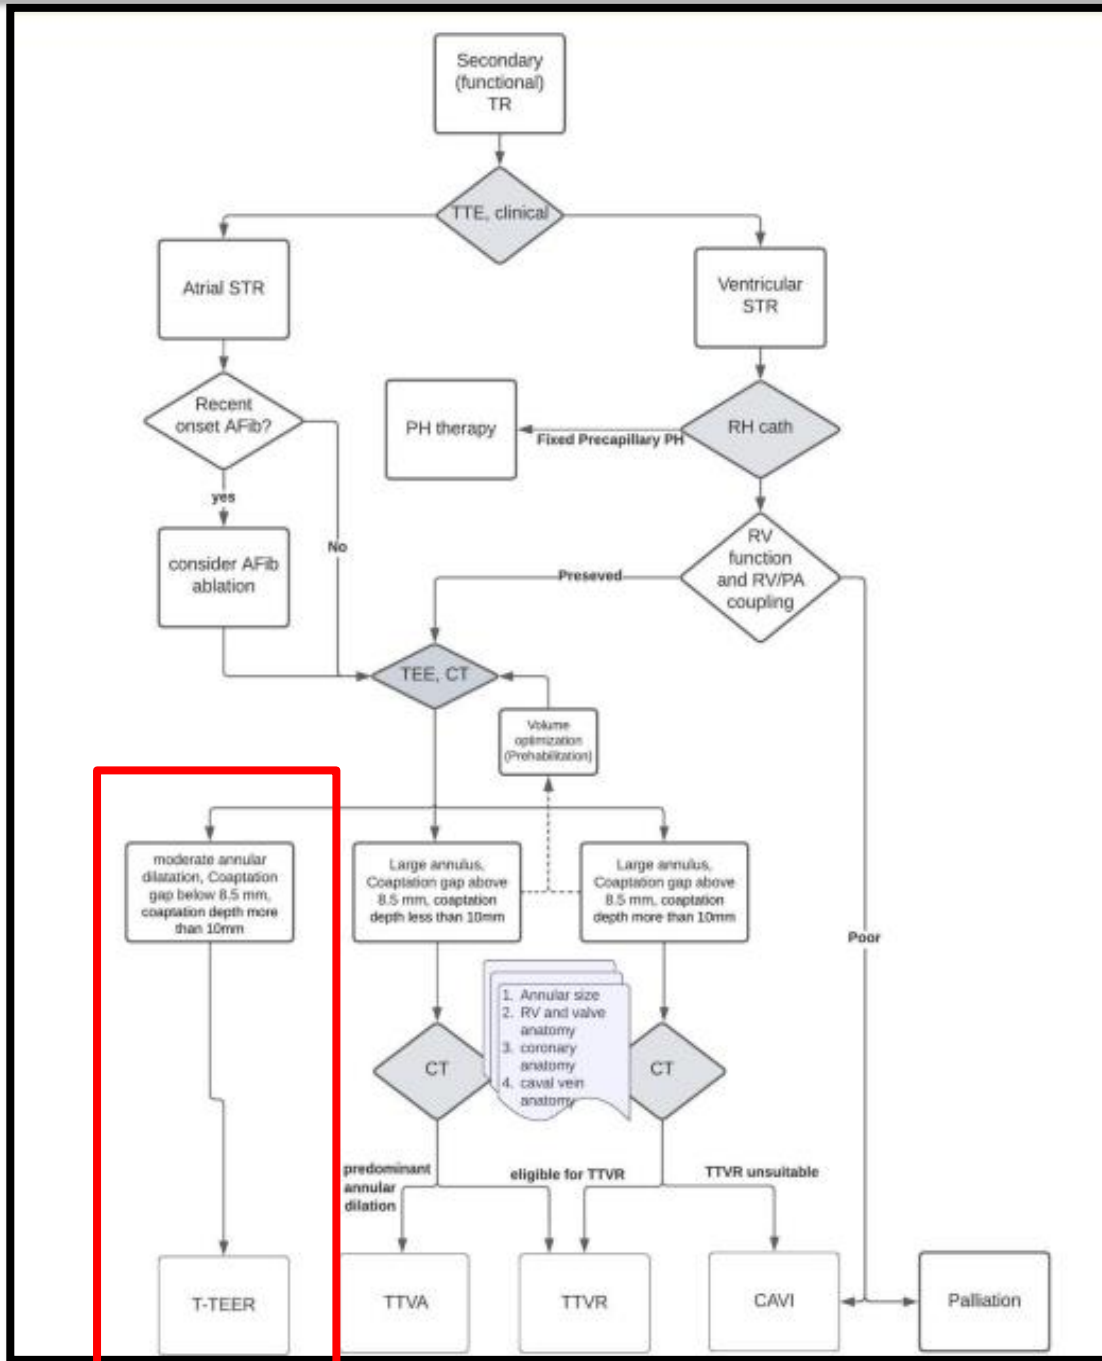 Secondary
(functional)
TR
TTE, clinical
Atrial STR
Ventricular
STR
Recent
onset AFib?
PH therapy
Fixed Precapillary PH
RH cath
yes
No
consider AFib
ablation
Preseved
RV
function
and RV/PA
coupling
TEE, CT
Volume
optimization
(Prehabilitation)
moderate annular
dilatation, Coaptation
gap below 8.5 mm,
coaptation depth more
than 10mm
Large annulus,
Coaptation gap above
8.5 mm, coaptation
depth less than 10mm
Large annulus,
Coaptation gap above
8.5 mm, coaptation
depth more than 10mm
Poor
CT
1. Annular size
2. RV and valve
anatomy
3. coronary
anatomy
4. caval vein
anatomy
CT
predominant
annular
dilation
eligible for TTVR
TTVR unsuitable
T-TEER
TTVA
TTVR
CAVI
Palliation